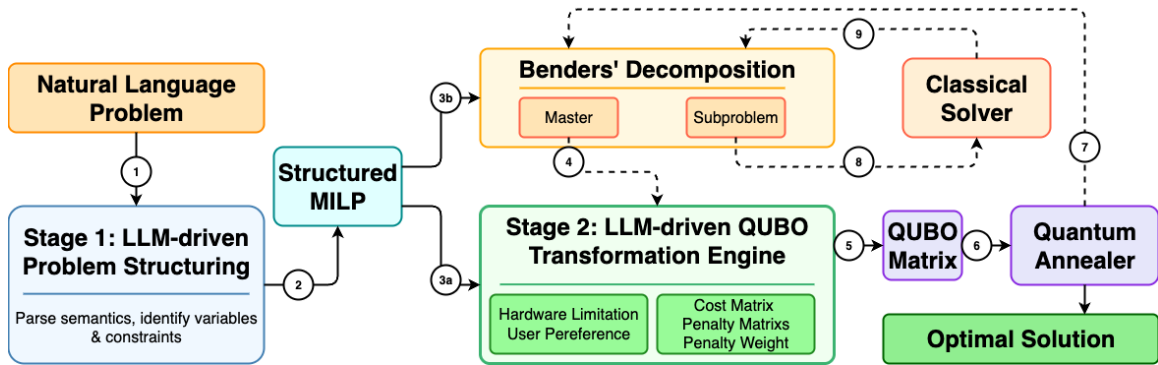 Natural Language
Problem
1
Stage 1: LLM-driven
Problem Structuring
Parse semantics, identify variables
& constraints
2
Structured
MILP
3b
3a
Benders' Decomposition
Master
Subproblem
4
8
9
Classical
Solver
7
Stage 2: LLM-driven QUBO
Transformation Engine
Hardware Limitation
User Pereference
Cost Matrix
Penalty Matrixs
Penalty Weight
5
QUBO
Matrix
6
Quantum
Annealer
Optimal Solution